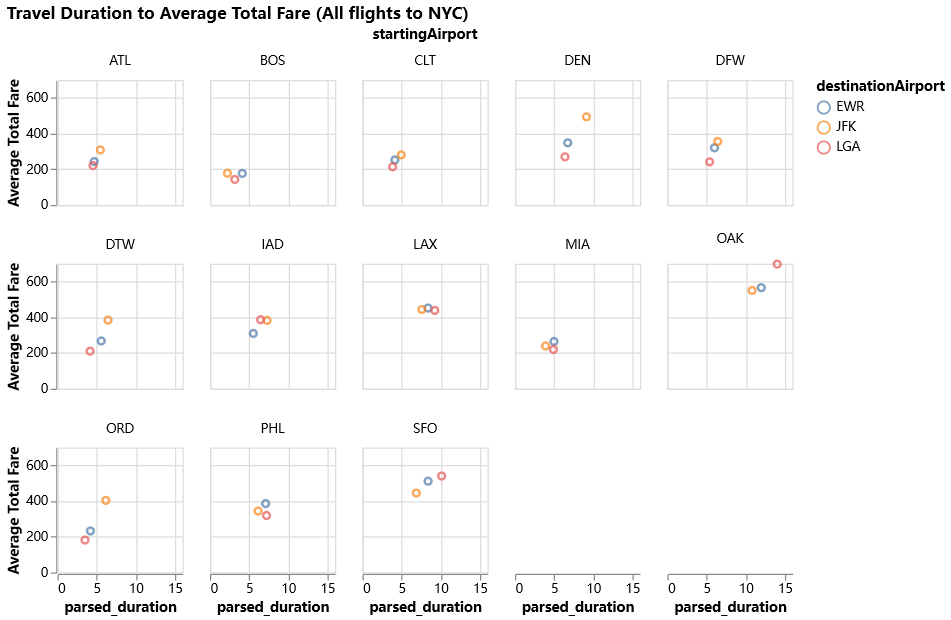 Travel Duration to Average Total Fare (All flights to NYC)
startingAirport
ATL BOS CLT DEN DFW
destinationAirport
EWR
JFK
LGA
Average Total Fare
600
400
200
0
DTW IAD LAX MIA OAK
Average Total Fare
600
400
200
0
ORD PHL SFO
Average Total Fare
600
400
200
0
0 5 10 15 0 5 10 15 0 5 10 15 0 5 10 15 0 5 10 15
parsed_duration parsed_duration parsed_duration parsed_duration parsed_duration